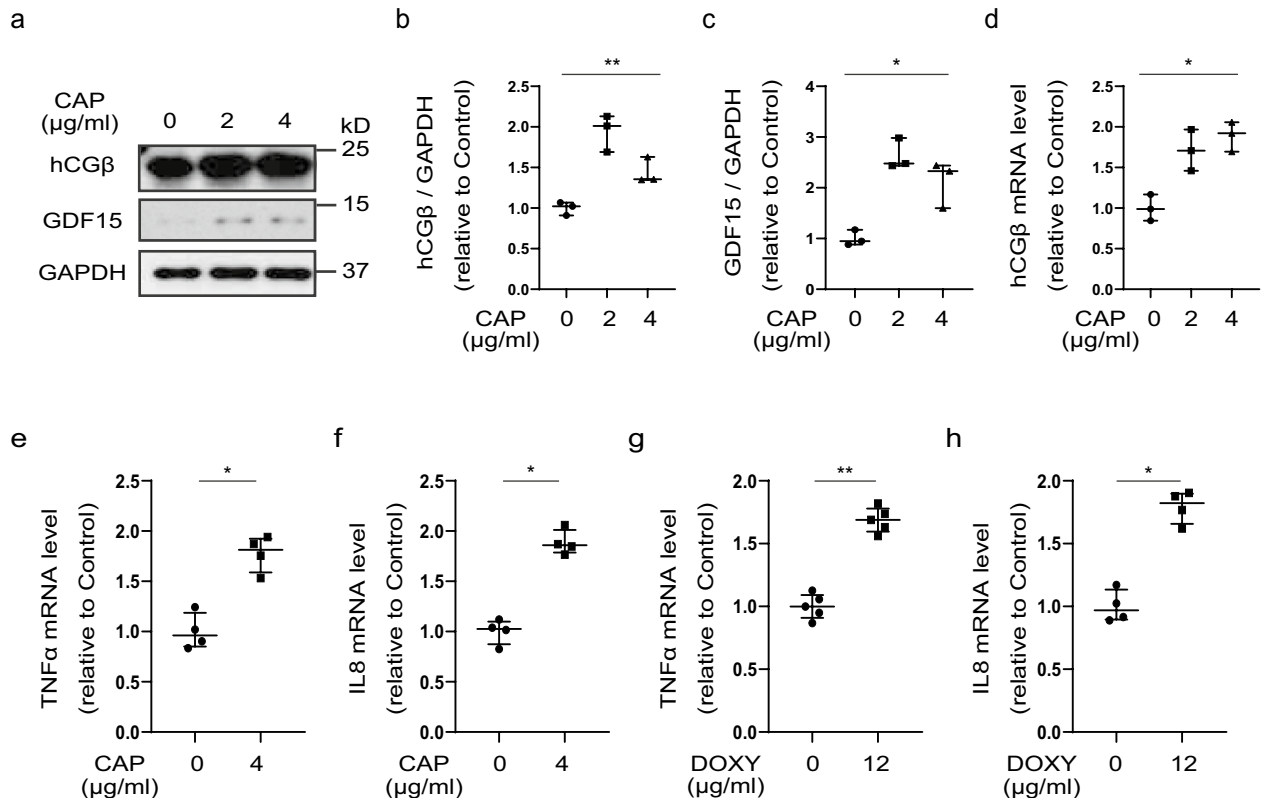 a
CAP
(µg/ml)
0 2 4 kD
hCGβ
25
GDF15
15
GAPDH
37
b
**
hCGβ / GAPDH
(relative to Control)
2.5
2.0
1.5
1.0
0.5
0.0
CAP 0 2 4
(µg/ml)
c
*
GDF15 / GAPDH
(relative to Control)
4
3
2
1
0
CAP 0 2 4
(µg/ml)
d
*
hCGβ mRNA level
(relative to Control)
2.5
2.0
1.5
1.0
0.5
0.0
CAP 0 2 4
(µg/ml)
e
*
TNFα mRNA level
(relative to Control)
2.5
2.0
1.5
1.0
0.5
0.0
CAP 0 4
(µg/ml)
f
*
IL8 mRNA level
(relative to Control)
2.5
2.0
1.5
1.0
0.5
0.0
CAP 0 4
(µg/ml)
g
**
TNFα mRNA level
(relative to Control)
2.0
1.5
1.0
0.5
0.0
DOXY 0 12
(µg/ml)
h
*
IL8 mRNA level
(relative to Control)
2.0
1.5
1.0
0.5
0.0
DOXY 0 12
(µg/ml)